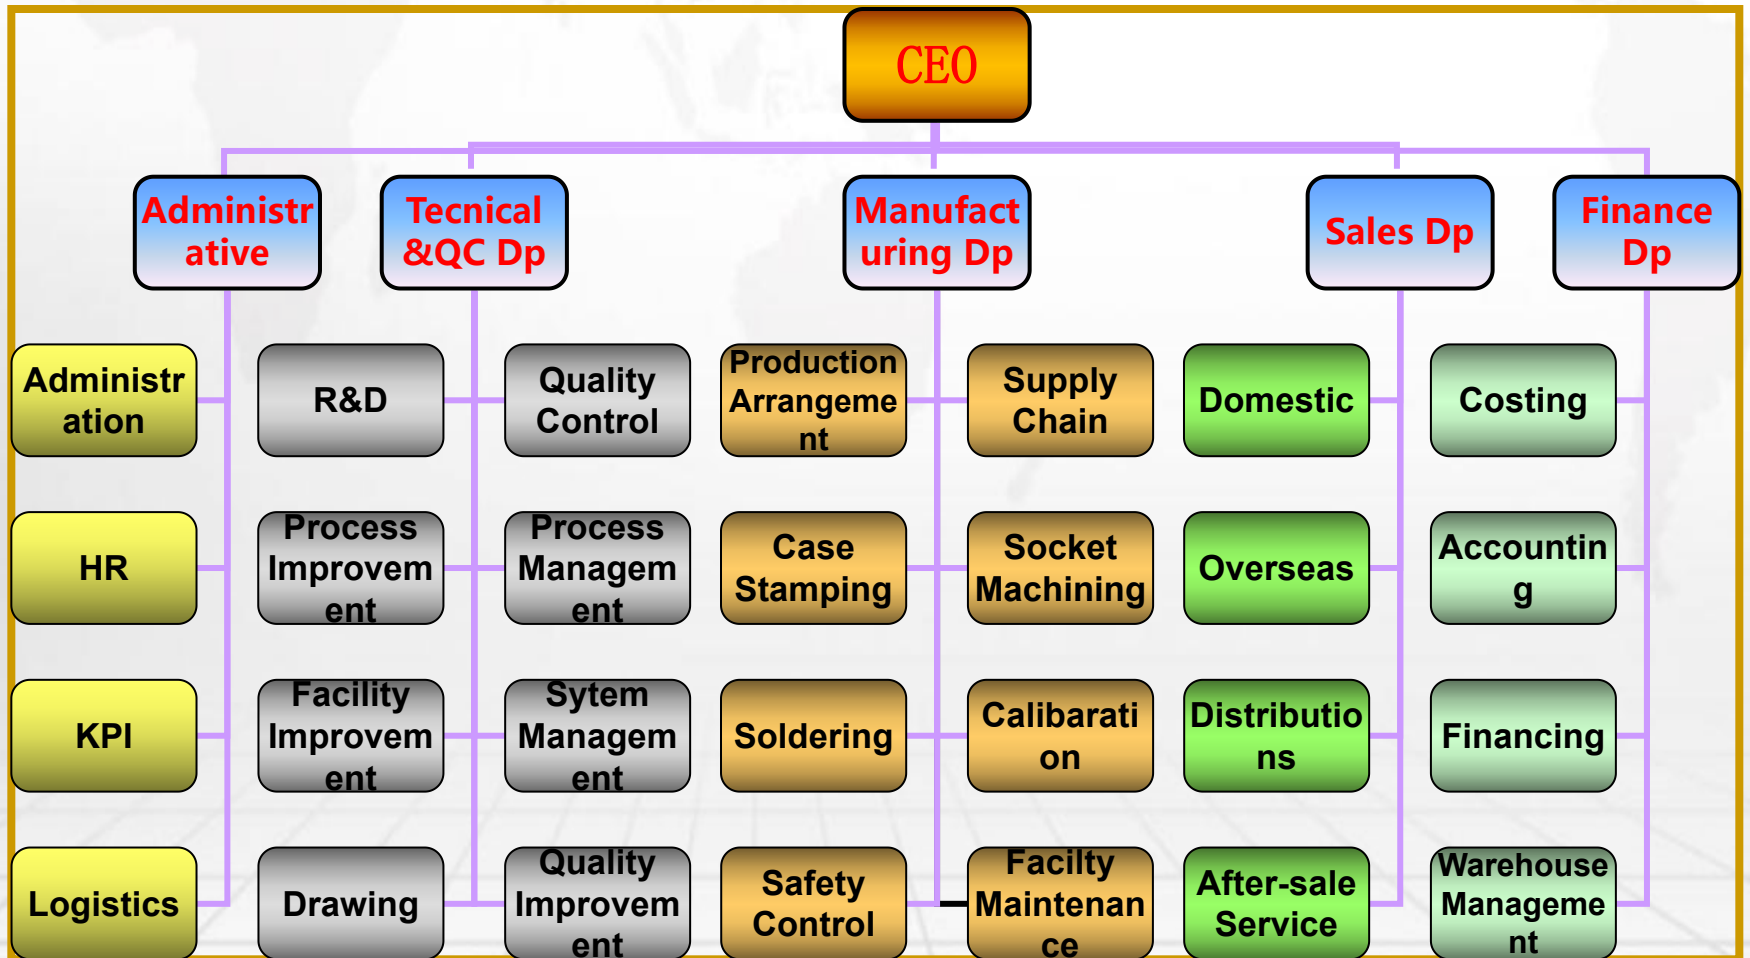 CEO
Administr
ative
Tecnical
&QC Dp
Manufact
uring Dp
Sales Dp
Finance
Dp
Administr
ation
R&D
Quality
Control
Production
Arrangeme
nt
Supply
Chain
Domestic
Costing
HR
Process
Improvem
ent
Process
Managem
ent
Case
Stamping
Socket
Machining
Overseas
Accountin
g
KPI
Facility
Improvem
ent
Sytem
Managem
ent
Soldering
Calibarati
on
Distributio
ns
Financing
Logistics
Drawing
Quality
Improvem
ent
Safety
Control
Facilty
Maintenan
ce
After-sale
Service
Warehouse
Manageme
nt